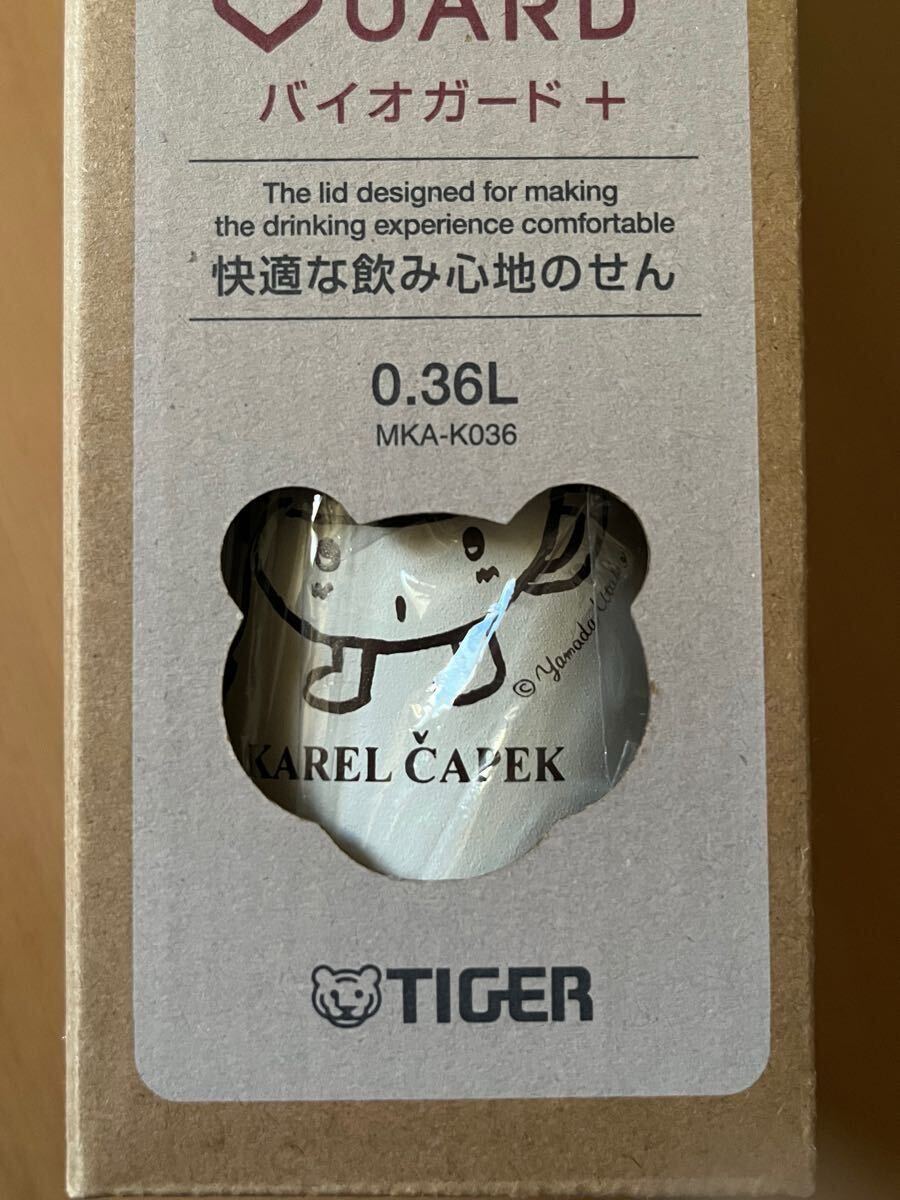 GUARD
バイオガード＋
The lid designed for making
the drinking experience comfortable
快適な飲み心地のせん
0.36L
MKA-K036
© Yamada Utako
KAREL ČAPEK
TIGER